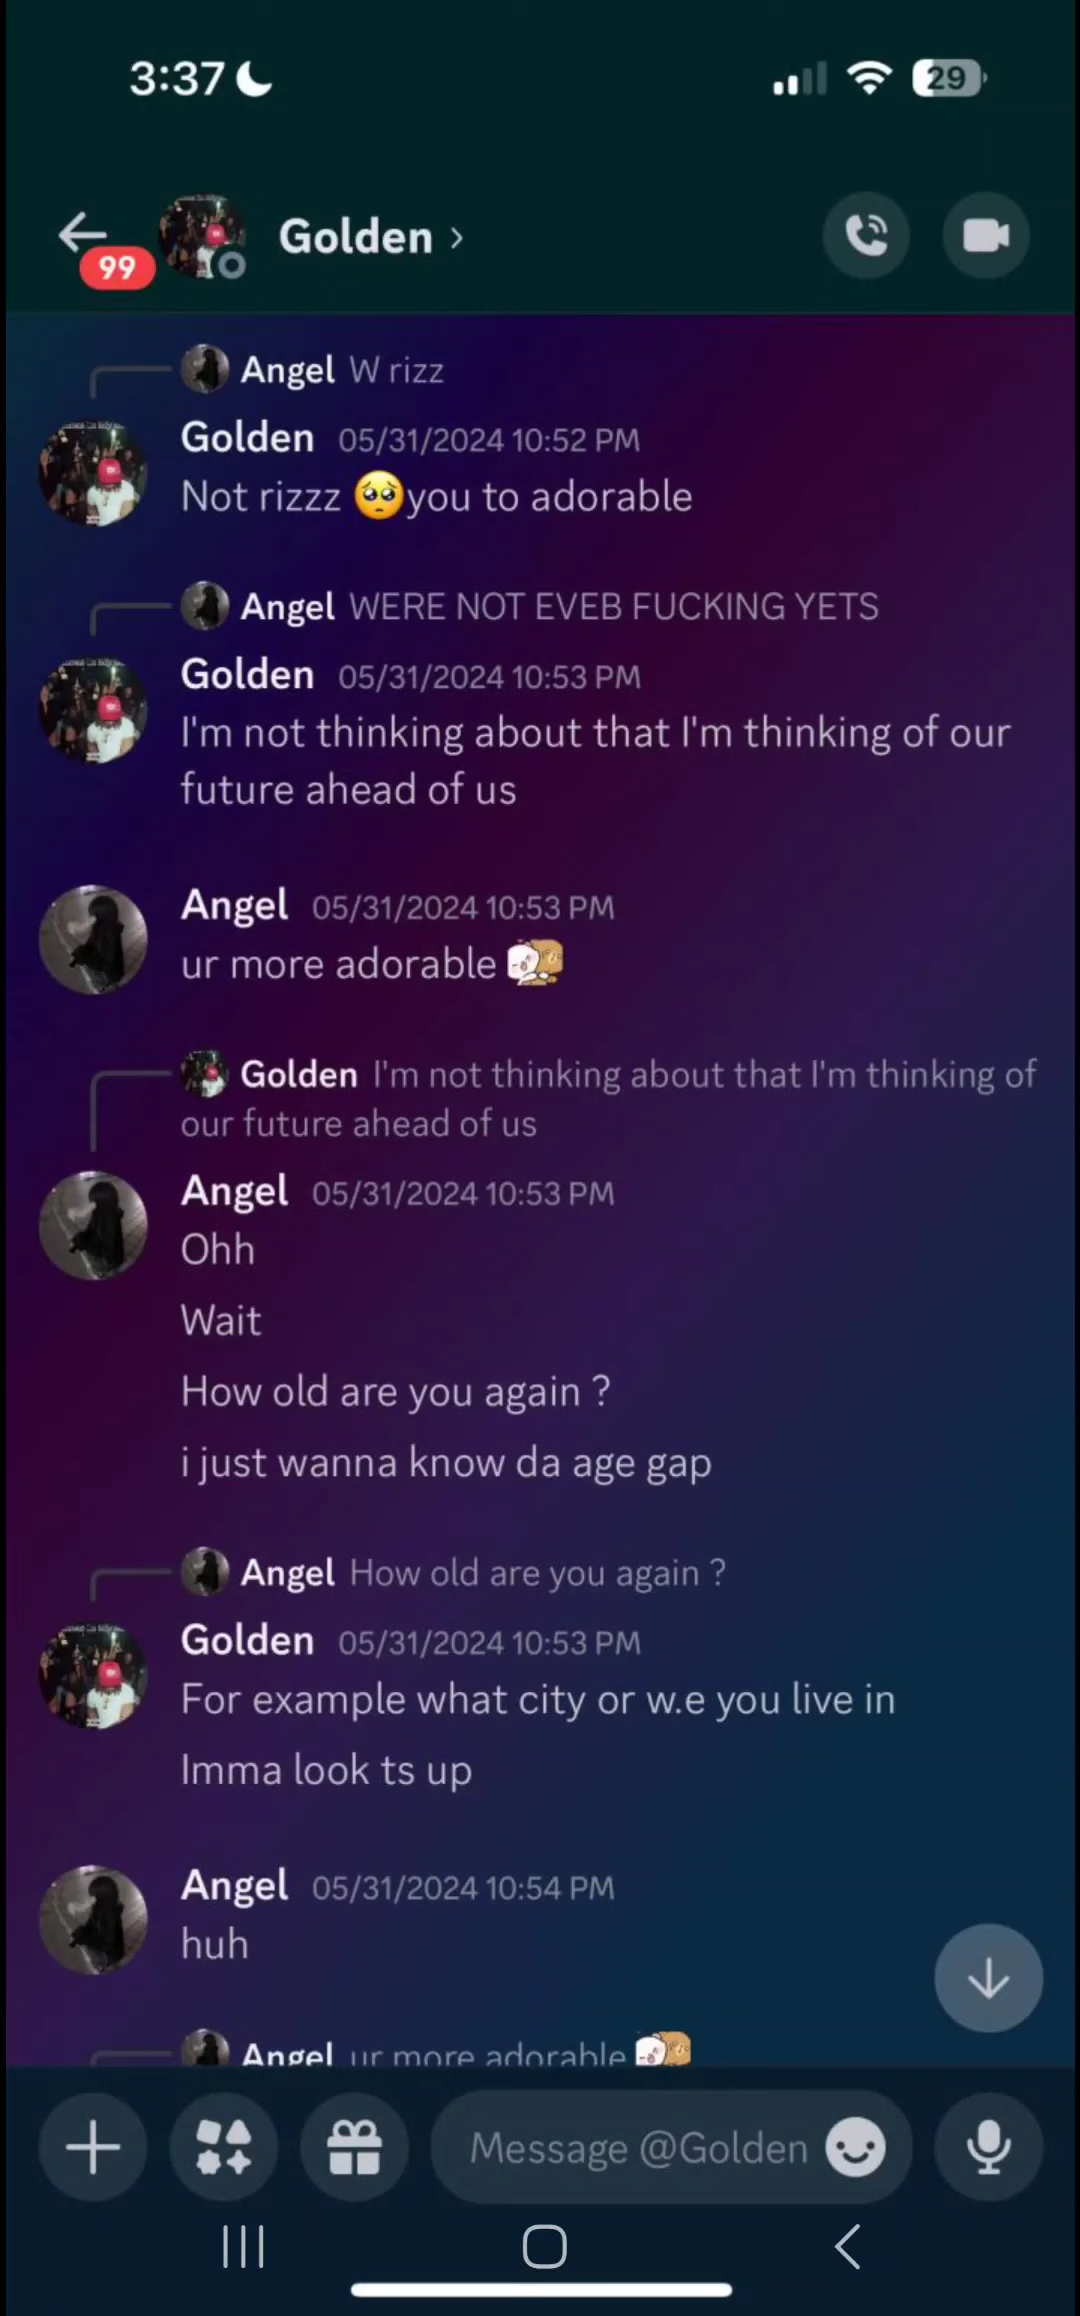 3:37
29
99
Golden
Angel W rizz
Golden 05/31/2024 10:52 PM
Not rizzz 🥺you to adorable
Angel WERE NOT EVEB FUCKING YETS
Golden 05/31/2024 10:53 PM
I'm not thinking about that I'm thinking of our
future ahead of us
Angel 05/31/2024 10:53 PM
ur more adorable
Golden I'm not thinking about that I'm thinking of
our future ahead of us
Angel 05/31/2024 10:53 PM
Ohh
Wait
How old are you again ?
i just wanna know da age gap
Angel How old are you again ?
Golden 05/31/2024 10:53 PM
For example what city or w.e you live in
Imma look ts up
Angel 05/31/2024 10:54 PM
huh
Angel ur more adorable
Message @Golden